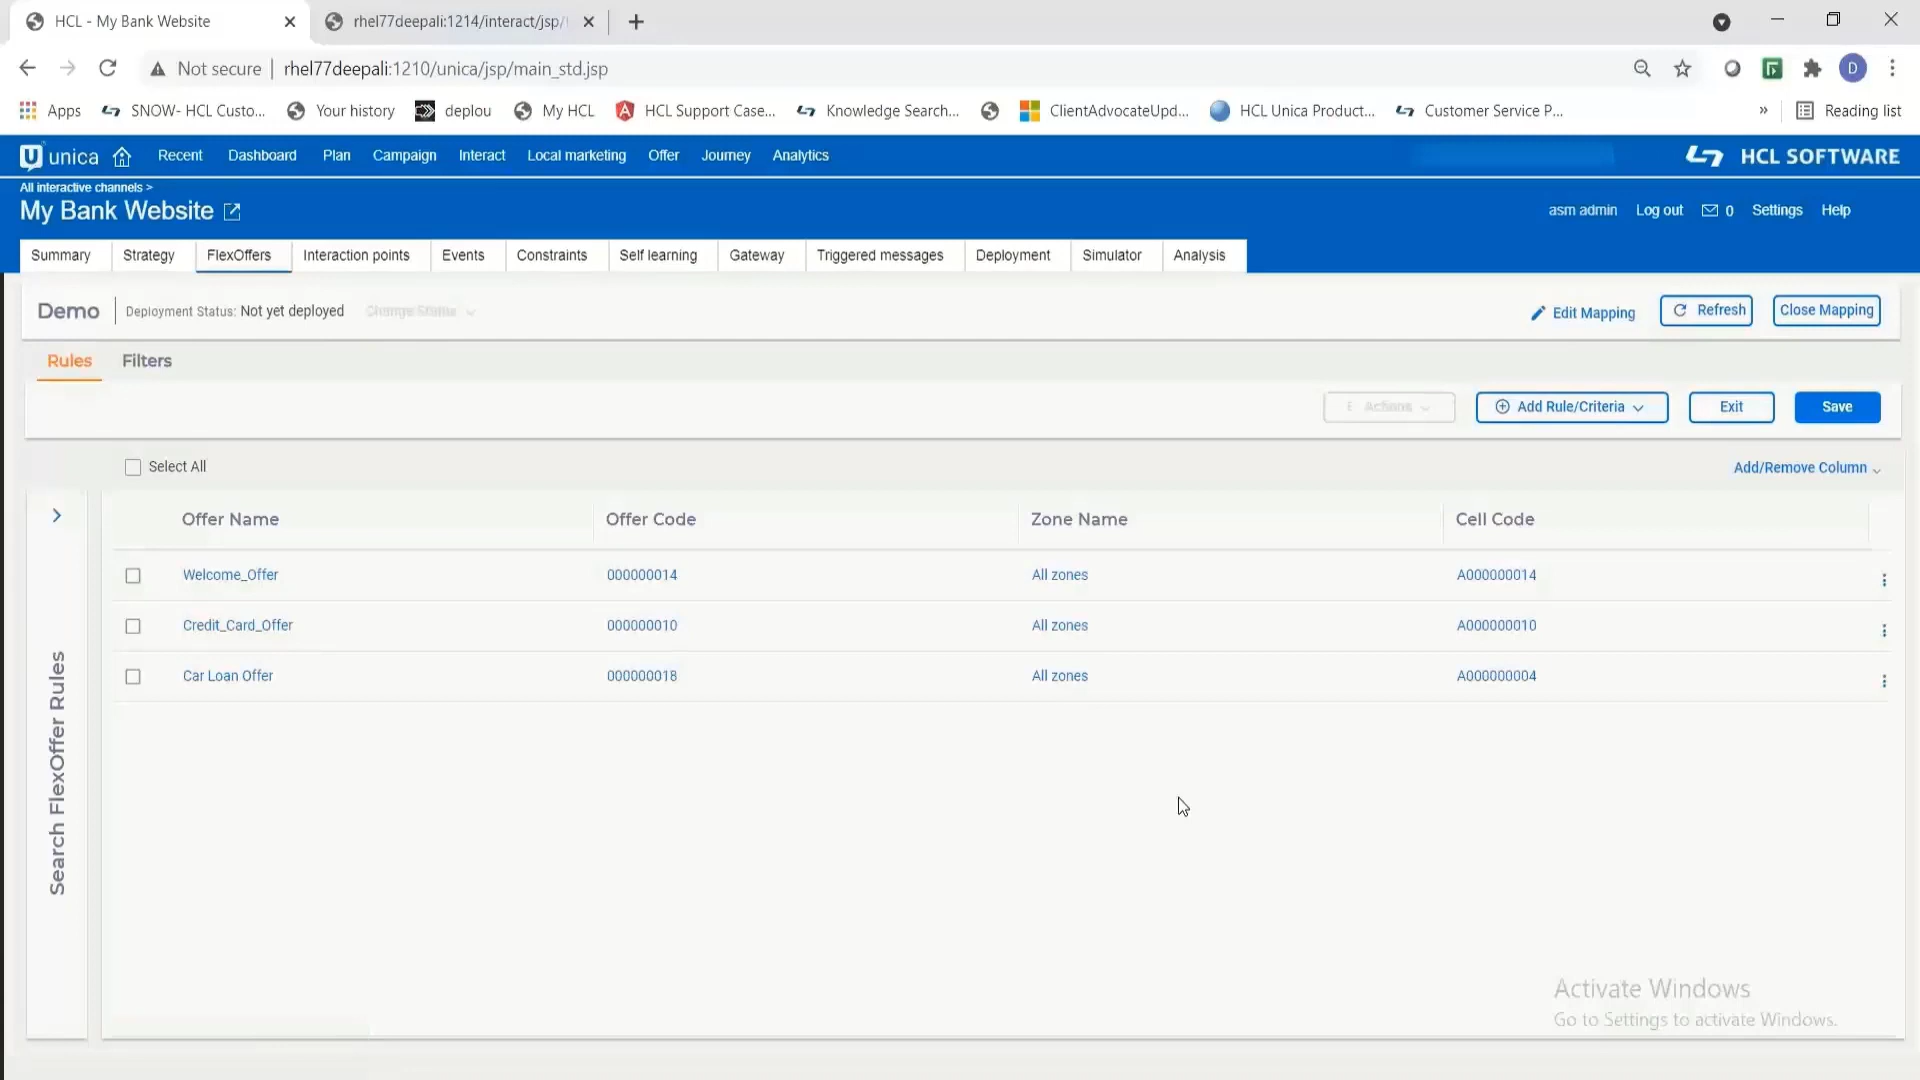 HCL - My Bank Website
rhel77deepali:1214/interact/jsp/
Not secure
rhel77deepali:1210/unica/jsp/main_std.jsp
D
Apps
SNOW- HCL Custo...
Your history
deplou
My HCL
HCL Support Case...
Knowledge Search...
ClientAdvocateUpd...
HCL Unica Product...
Customer Service P...
»
Reading list
unica
Recent
Dashboard
Plan
Campaign
Interact
Local marketing
Offer
Journey
Analytics
HCL SOFTWARE
All interactive channels >
My Bank Website
asm admin
Log out
0
Settings
Help
Summary
Strategy
FlexOffers
Interaction points
Events
Constraints
Self learning
Gateway
Triggered messages
Deployment
Simulator
Analysis
Demo
Deployment Status: Not yet deployed
Change Status
Edit Mapping
Refresh
Close Mapping
Rules
Filters
Actions
Add Rule/Criteria
Exit
Save
Select All
Add/Remove Column
Search FlexOffer Rules
Offer Name
Offer Code
Zone Name
Cell Code
Welcome_Offer
000000014
All zones
A000000014
Credit_Card_Offer
000000010
All zones
A000000010
Car Loan Offer
000000018
All zones
A000000004
Activate Windows
Go to Settings to activate Windows.